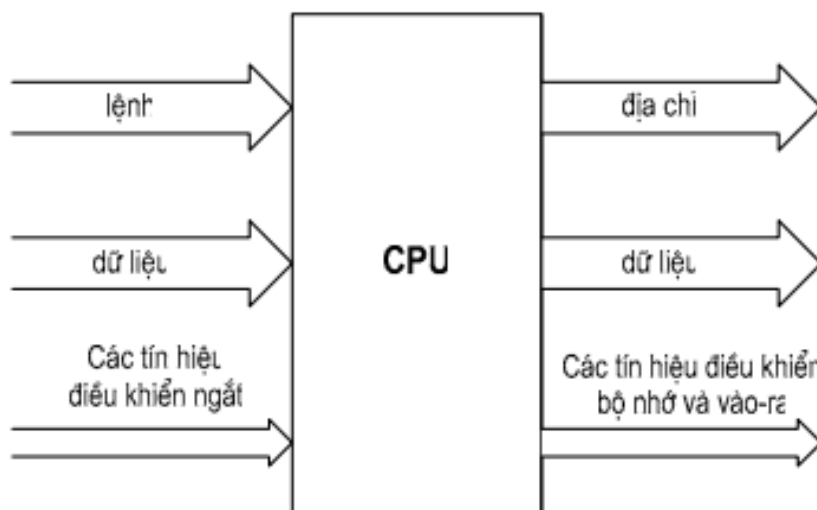 lệnh
địa chỉ
CPU
dữ liệu
dữ liệu
Các tín hiệu
điều khiển ngắt
Các tín hiệu điều khiển
bộ nhớ và vào-ra